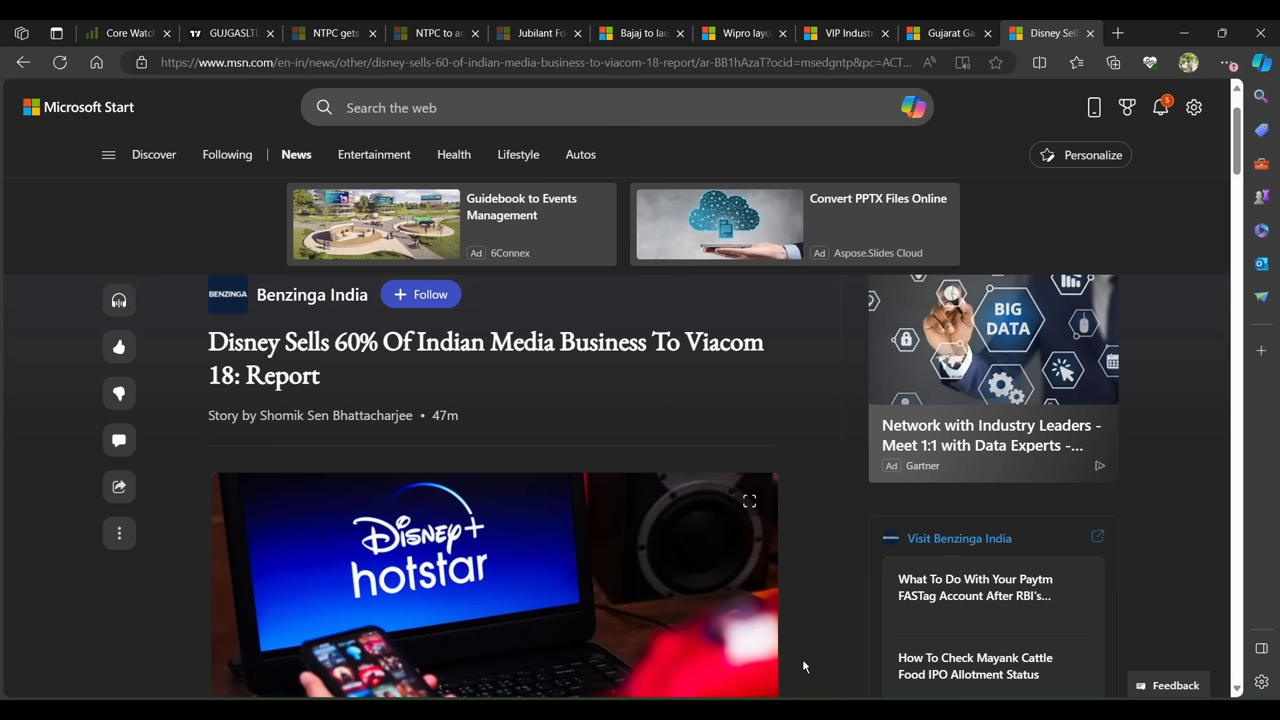 Core Watch
GUJGASLTD
NTPC gets
NTPC to ac
Jubilant Fo
Bajaj to lau
Wipro layo
VIP Industr
Gujarat Gas
Disney Sell
https://www.msn.com/en-in/news/other/disney-sells-60-of-indian-media-business-to-viacom-18-report/ar-BB1hAzaT?ocid=msedgntp&pc=ACT...
Microsoft Start
Search the web
5
Discover
Following
News
Entertainment
Health
Lifestyle
Autos
Personalize
Guidebook to Events
Management
Ad 6Connex
Convert PPTX Files Online
Ad Aspose.Slides Cloud
BENZINGA
Benzinga India
Follow
Disney Sells 60% Of Indian Media Business To Viacom
18: Report
Story by Shomik Sen Bhattacharjee • 47m
Disney+
hotstar
BIG
DATA
Network with Industry Leaders -
Meet 1:1 with Data Experts -...
Ad Gartner
Visit Benzinga India
What To Do With Your Paytm
FASTag Account After RBI's...
How To Check Mayank Cattle
Food IPO Allotment Status
Feedback